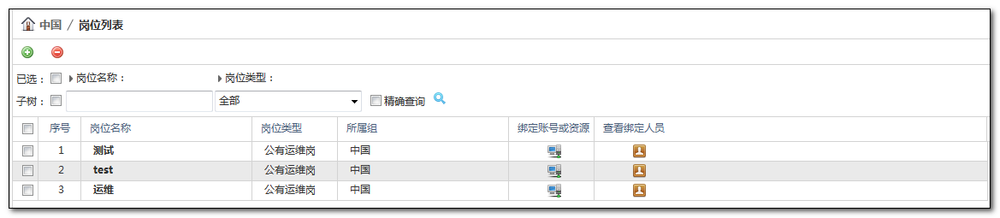 中国 / 岗位列表
已选： 岗位名称： 岗位类型：
子树： 全部 精确查询
序号 岗位名称 岗位类型 所属组 绑定账号或资源 查看绑定人员
1 测试 公有运维岗 中国
2 test 公有运维岗 中国
3 运维 公有运维岗 中国